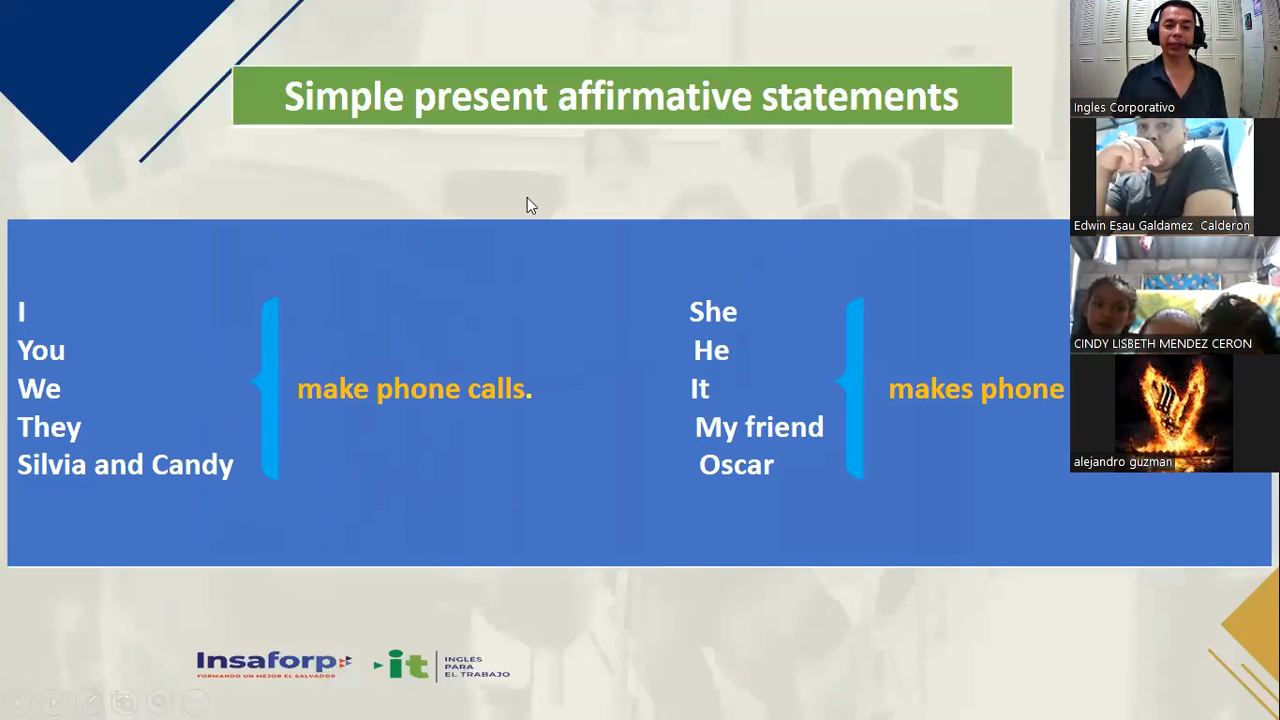 Simple present affirmative statements
I
You
We
They
Silvia and Candy
make phone calls.
She
He
It
My friend
Oscar
makes phone
Ingles Corporativo
Edwin Esau Galdamez Calderon
CINDY LISBETH MENDEZ CERON
alejandro guzman
Insaforp
FORMANDO UN MEJOR EL SALVADOR
it
INGLÉS
PARA
EL TRABAJO